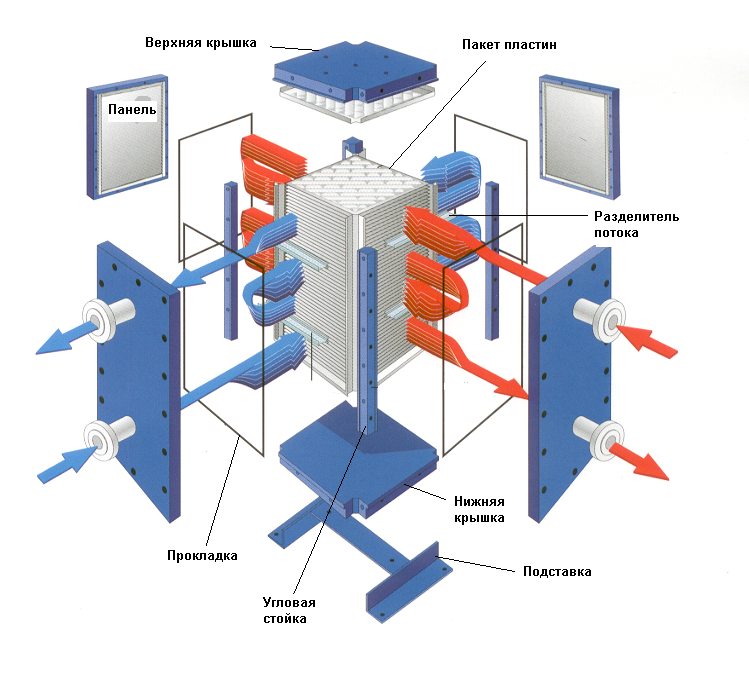 Верхняя крышка
Пакет пластин
Панель
Разделитель
потока
Нижняя
крышка
Прокладка
Подставка
Угловая
стойка